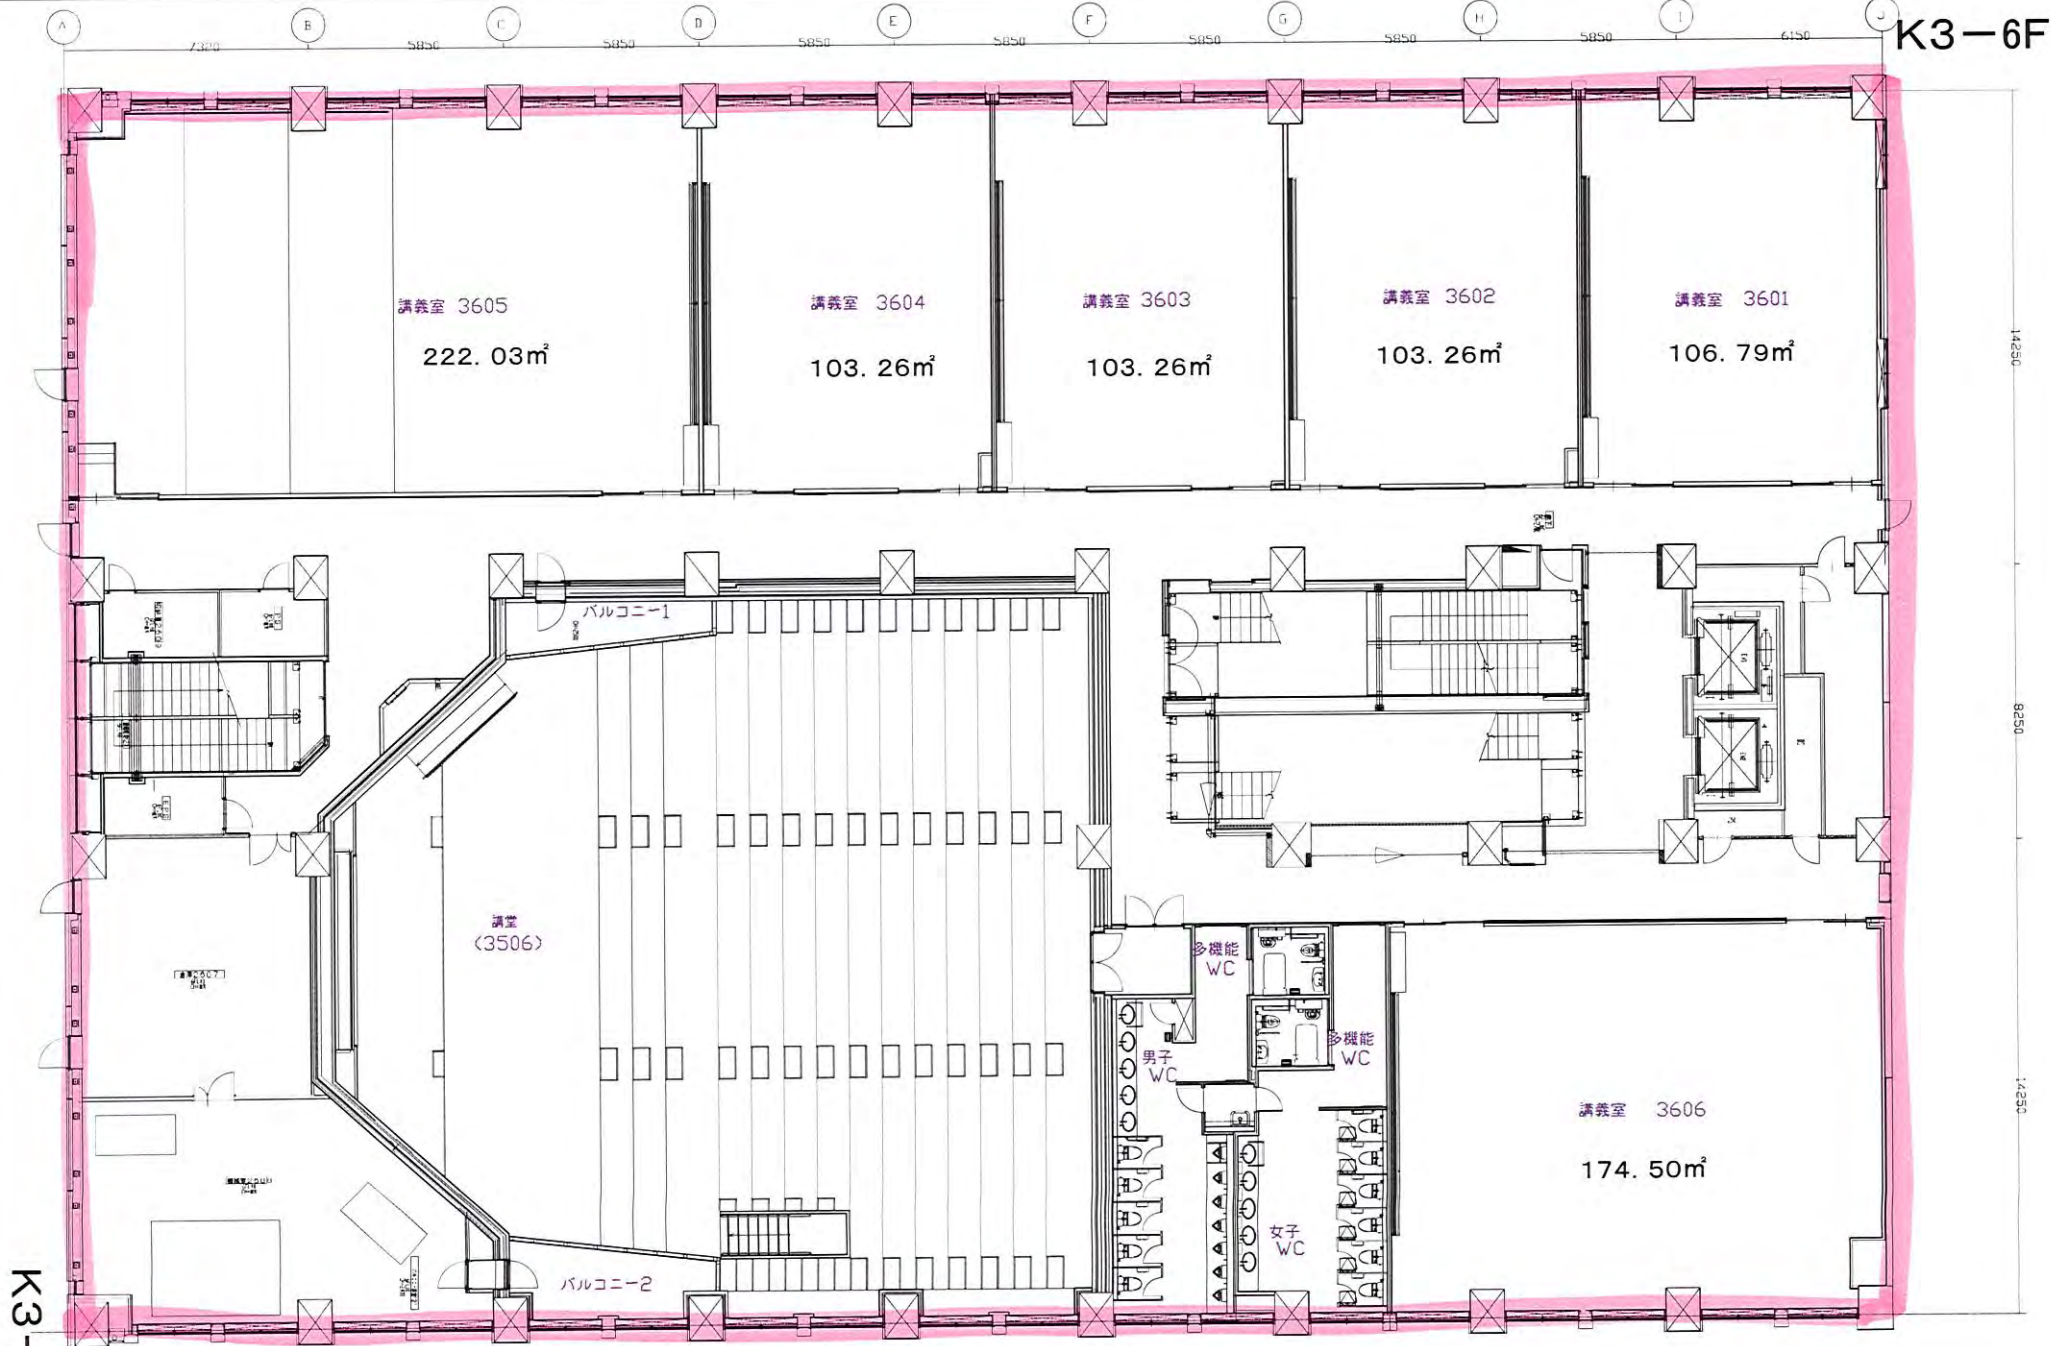 A B C D E F G H I J
K3－6F
7320 5850 5850 5850 5850 5850 5850 5850 6150
講義室 3605
222. 03㎡
講義室 3604
103. 26㎡
講義室 3603
103. 26㎡
講義室 3602
103. 26㎡
講義室 3601
106. 79㎡
14250
バルコニー1
8250
講堂
(3506)
多機能
WC
多機能
WC
男子
WC
女子
WC
講義室 3606
174. 50㎡
14250
バルコニー2
K3-